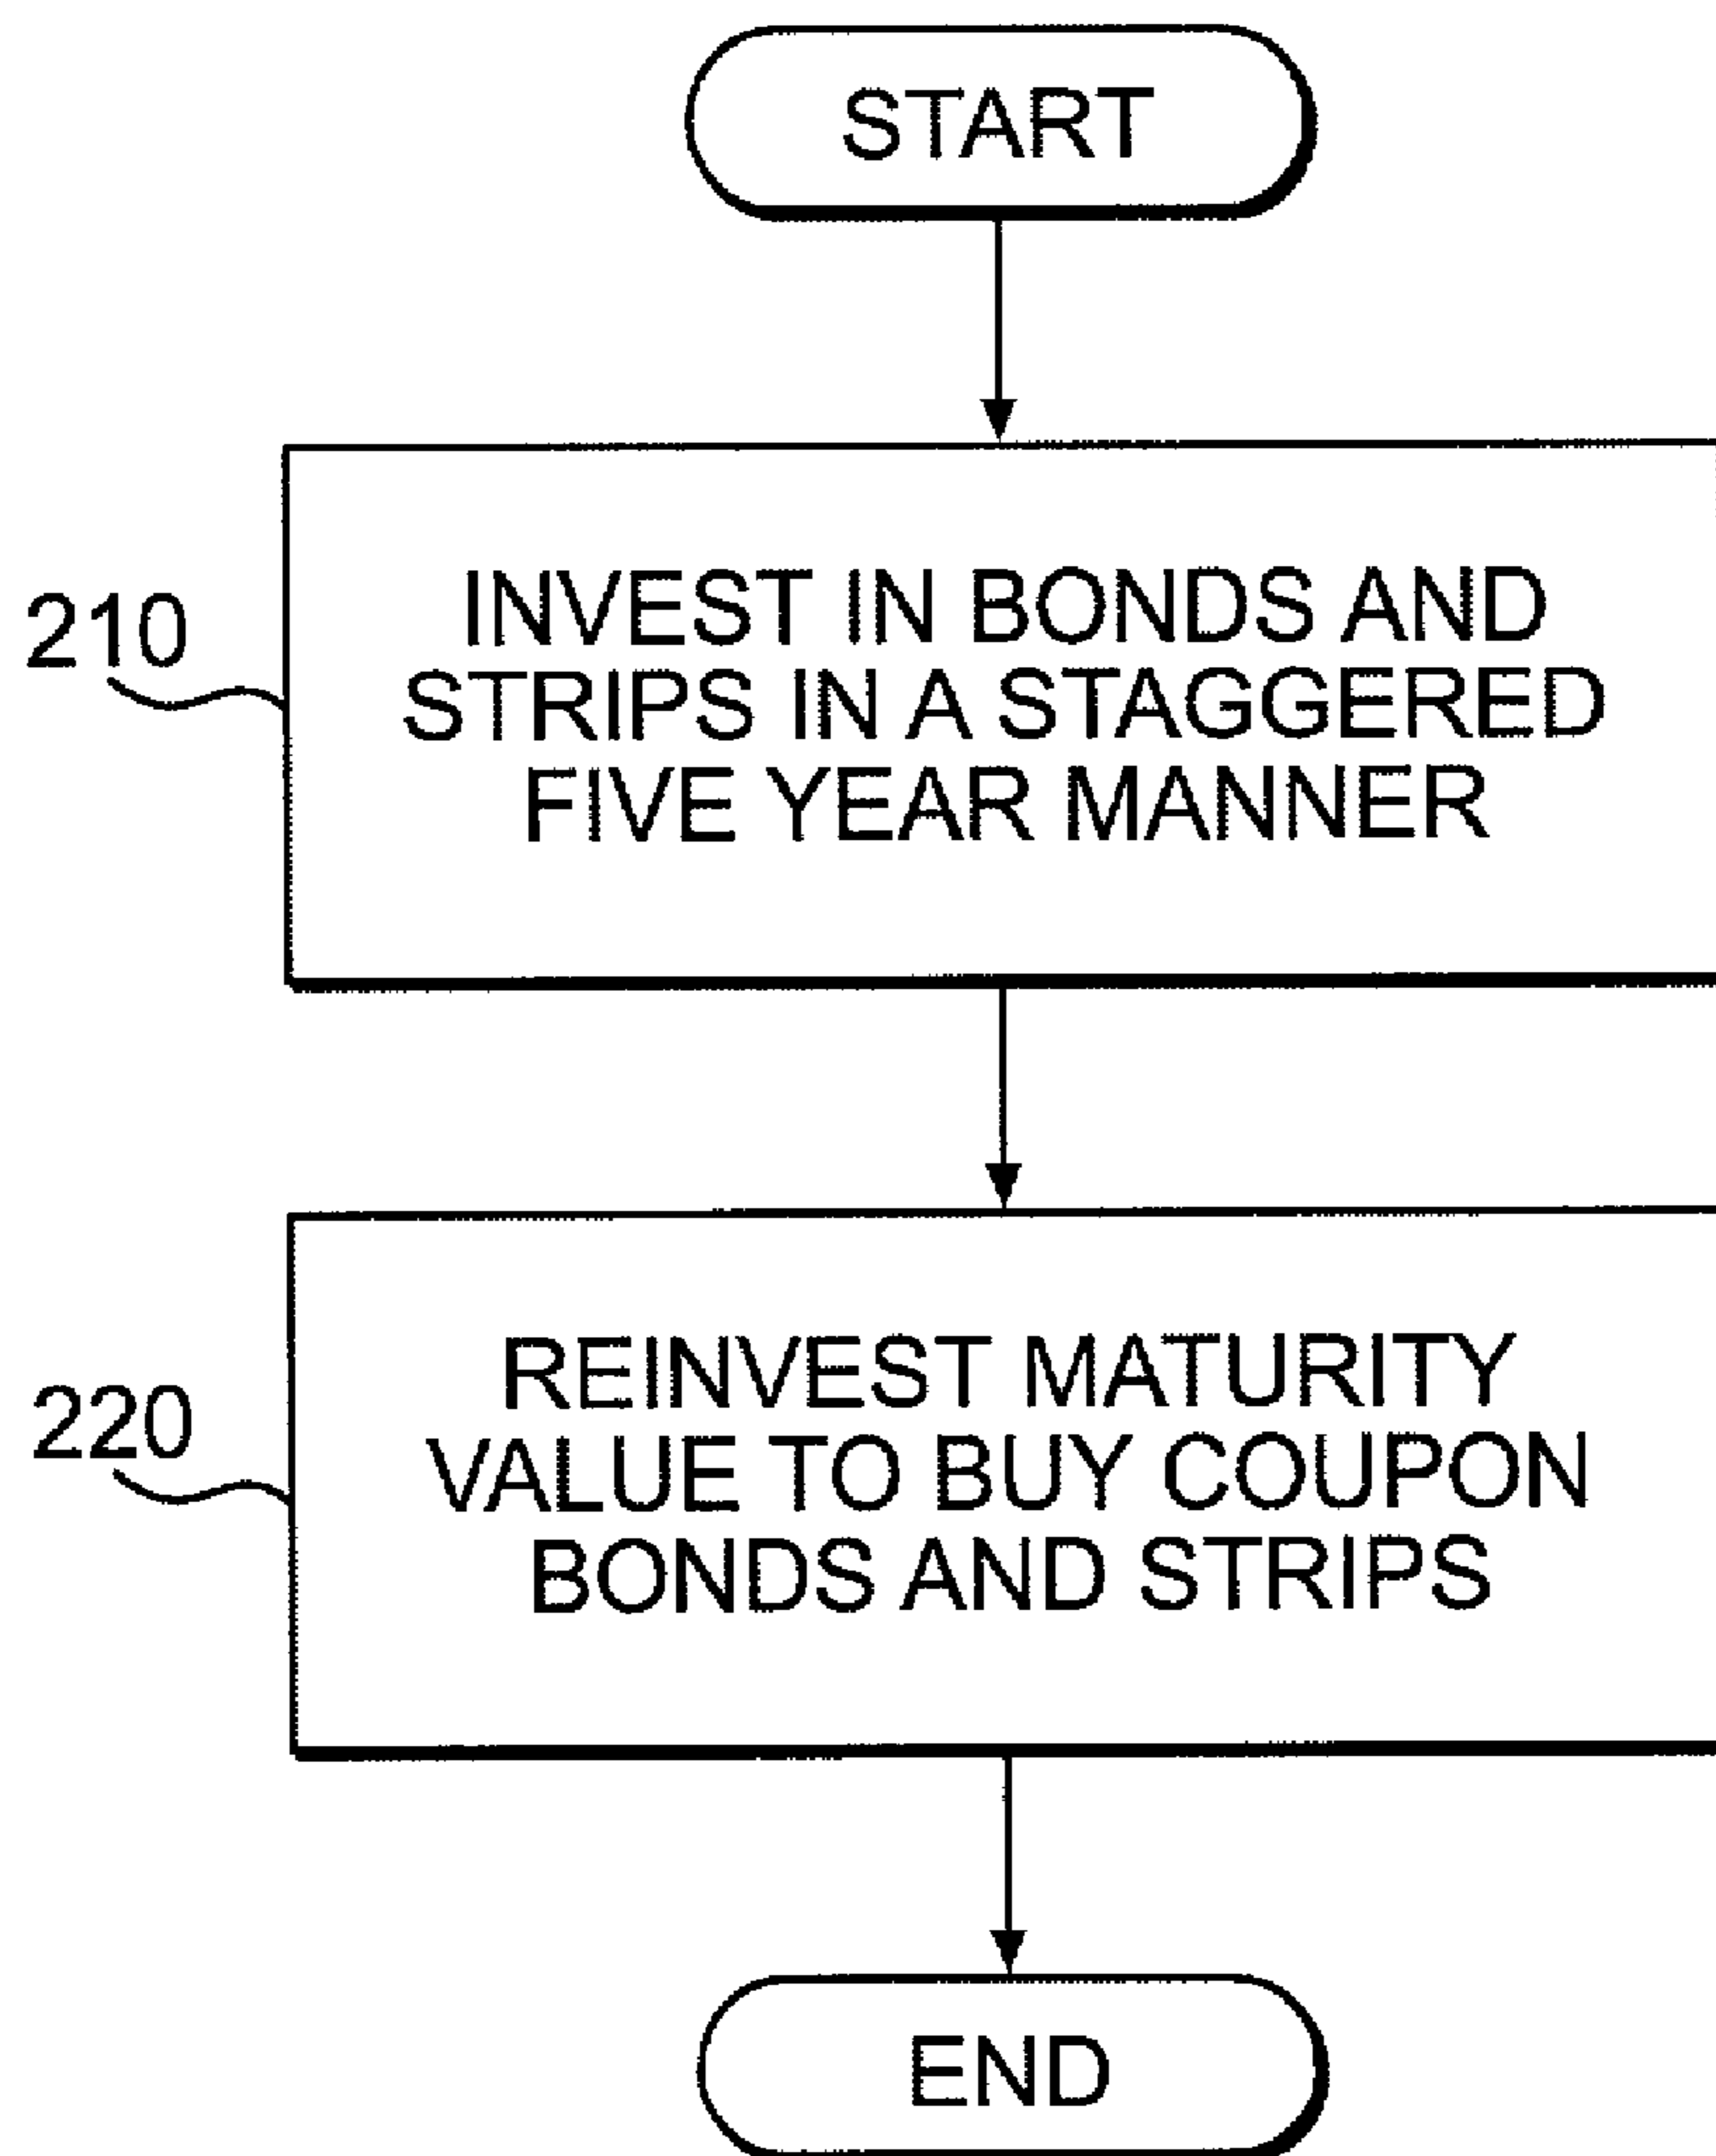 START
210
INVEST IN BONDS AND
STRIPS IN A STAGGERED
FIVE YEAR MANNER
220
REINVEST MATURITY
VALUE TO BUY COUPON
BONDS AND STRIPS
END